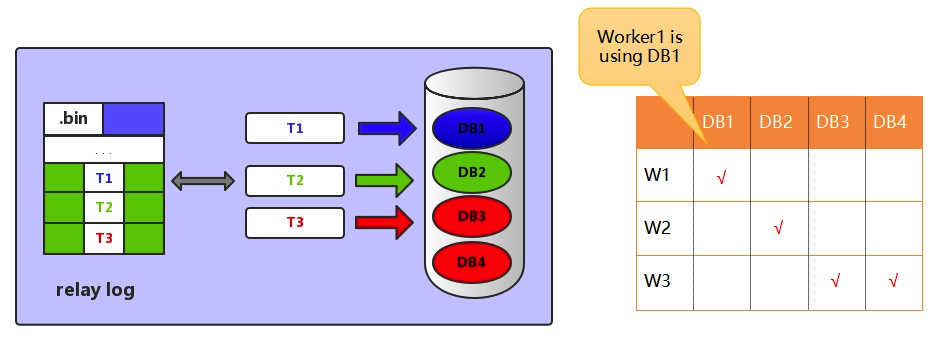 Worker1 is
using DB1
.bin
. . .
T1
T2
T3
relay log
T1
T2
T3
DB1
DB2
DB3
DB4
DB1 DB2 DB3 DB4
W1 √
W2 √
W3 √ √